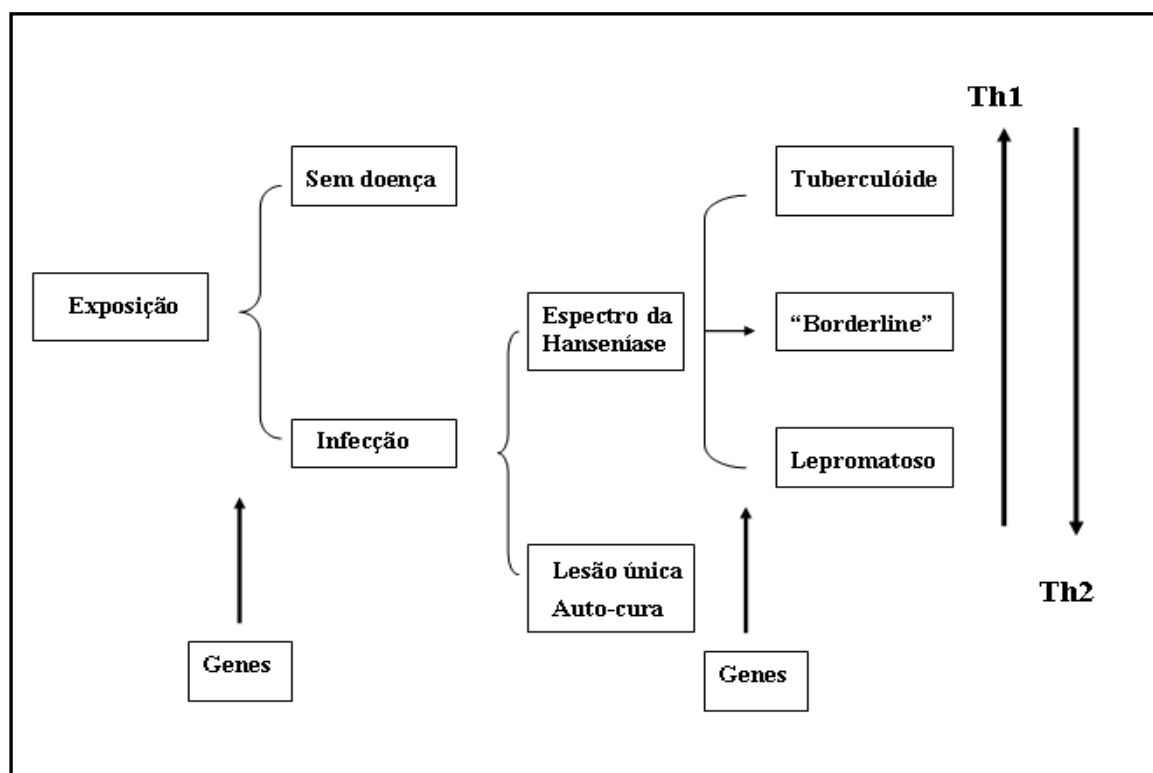 Th1
Sem doença
Tuberculóide
Exposição
Espectro da
Hanseníase
“Borderline”
Infecção
Lepromatoso
Lesão única
Auto-cura
Th2
Genes
Genes